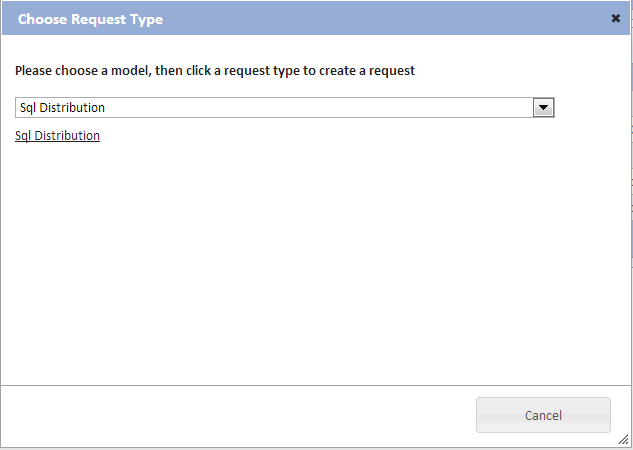 Choose Request Type
Please choose a model, then click a request type to create a request
Sql Distribution
Sql Distribution
Cancel